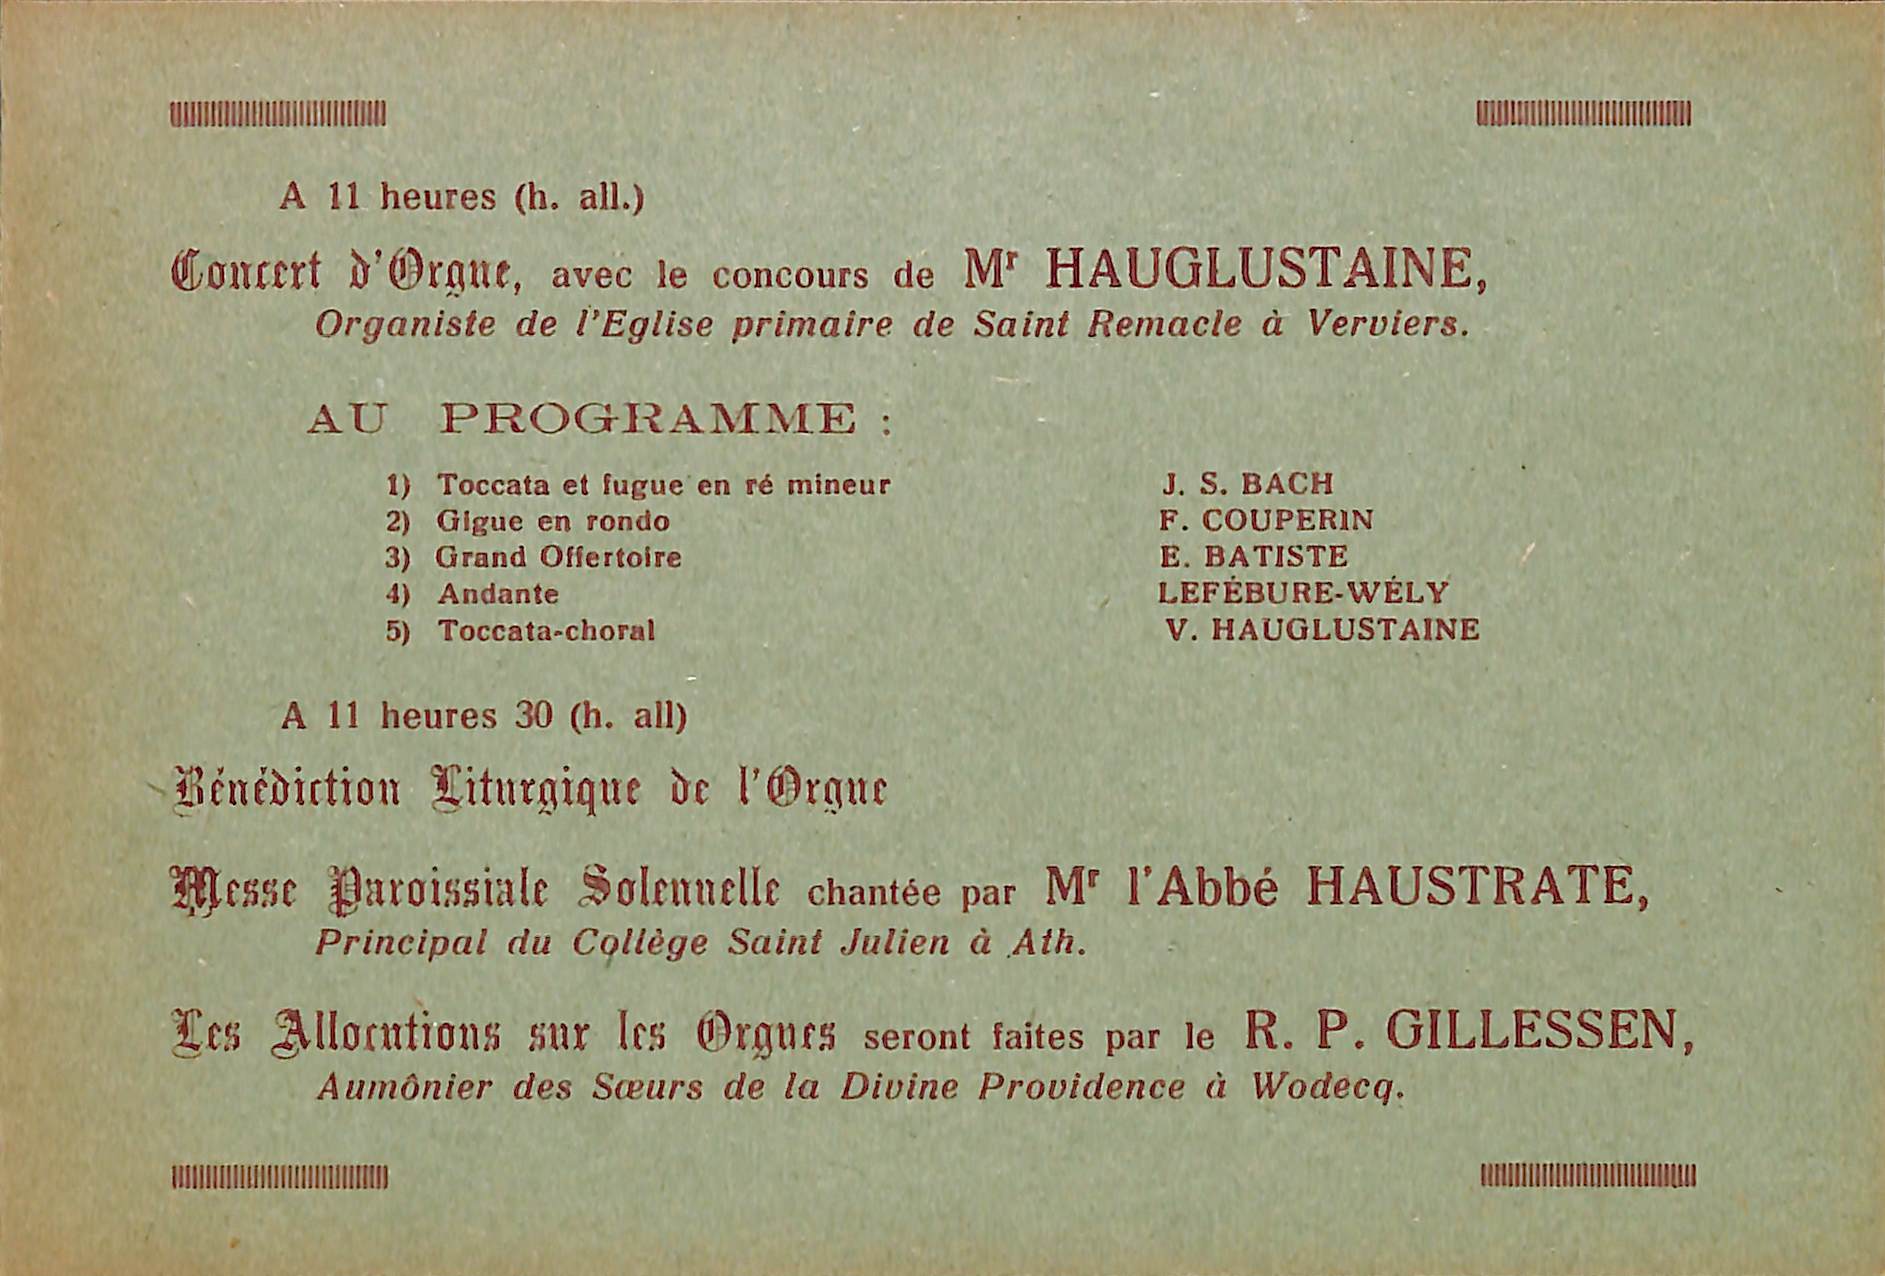 A 11 heures (h. all.)
Concert d'Orgue, avec le concours de Mr HAUGLUSTAINE,
Organiste de l'Eglise primaire de Saint Remacle à Verviers.
AU PROGRAMME :
1) Toccata et fugue en ré mineur J. S. BACH
2) Gigue en rondo F. COUPERIN
3) Grand Offertoire E. BATISTE
4) Andante LEFÉBURE-WÉLY
5) Toccata-choral V. HAUGLUSTAINE
A 11 heures 30 (h. all)
Bénédiction Liturgique de l'Orgue
Messe Paroissiale Solennelle chantée par Mr l'Abbé HAUSTRATE,
Principal du Collège Saint Julien à Ath.
Les Allocutions sur les Orgues seront faites par le R. P. GILLESSEN,
Aumônier des Sœurs de la Divine Providence à Wodecq.